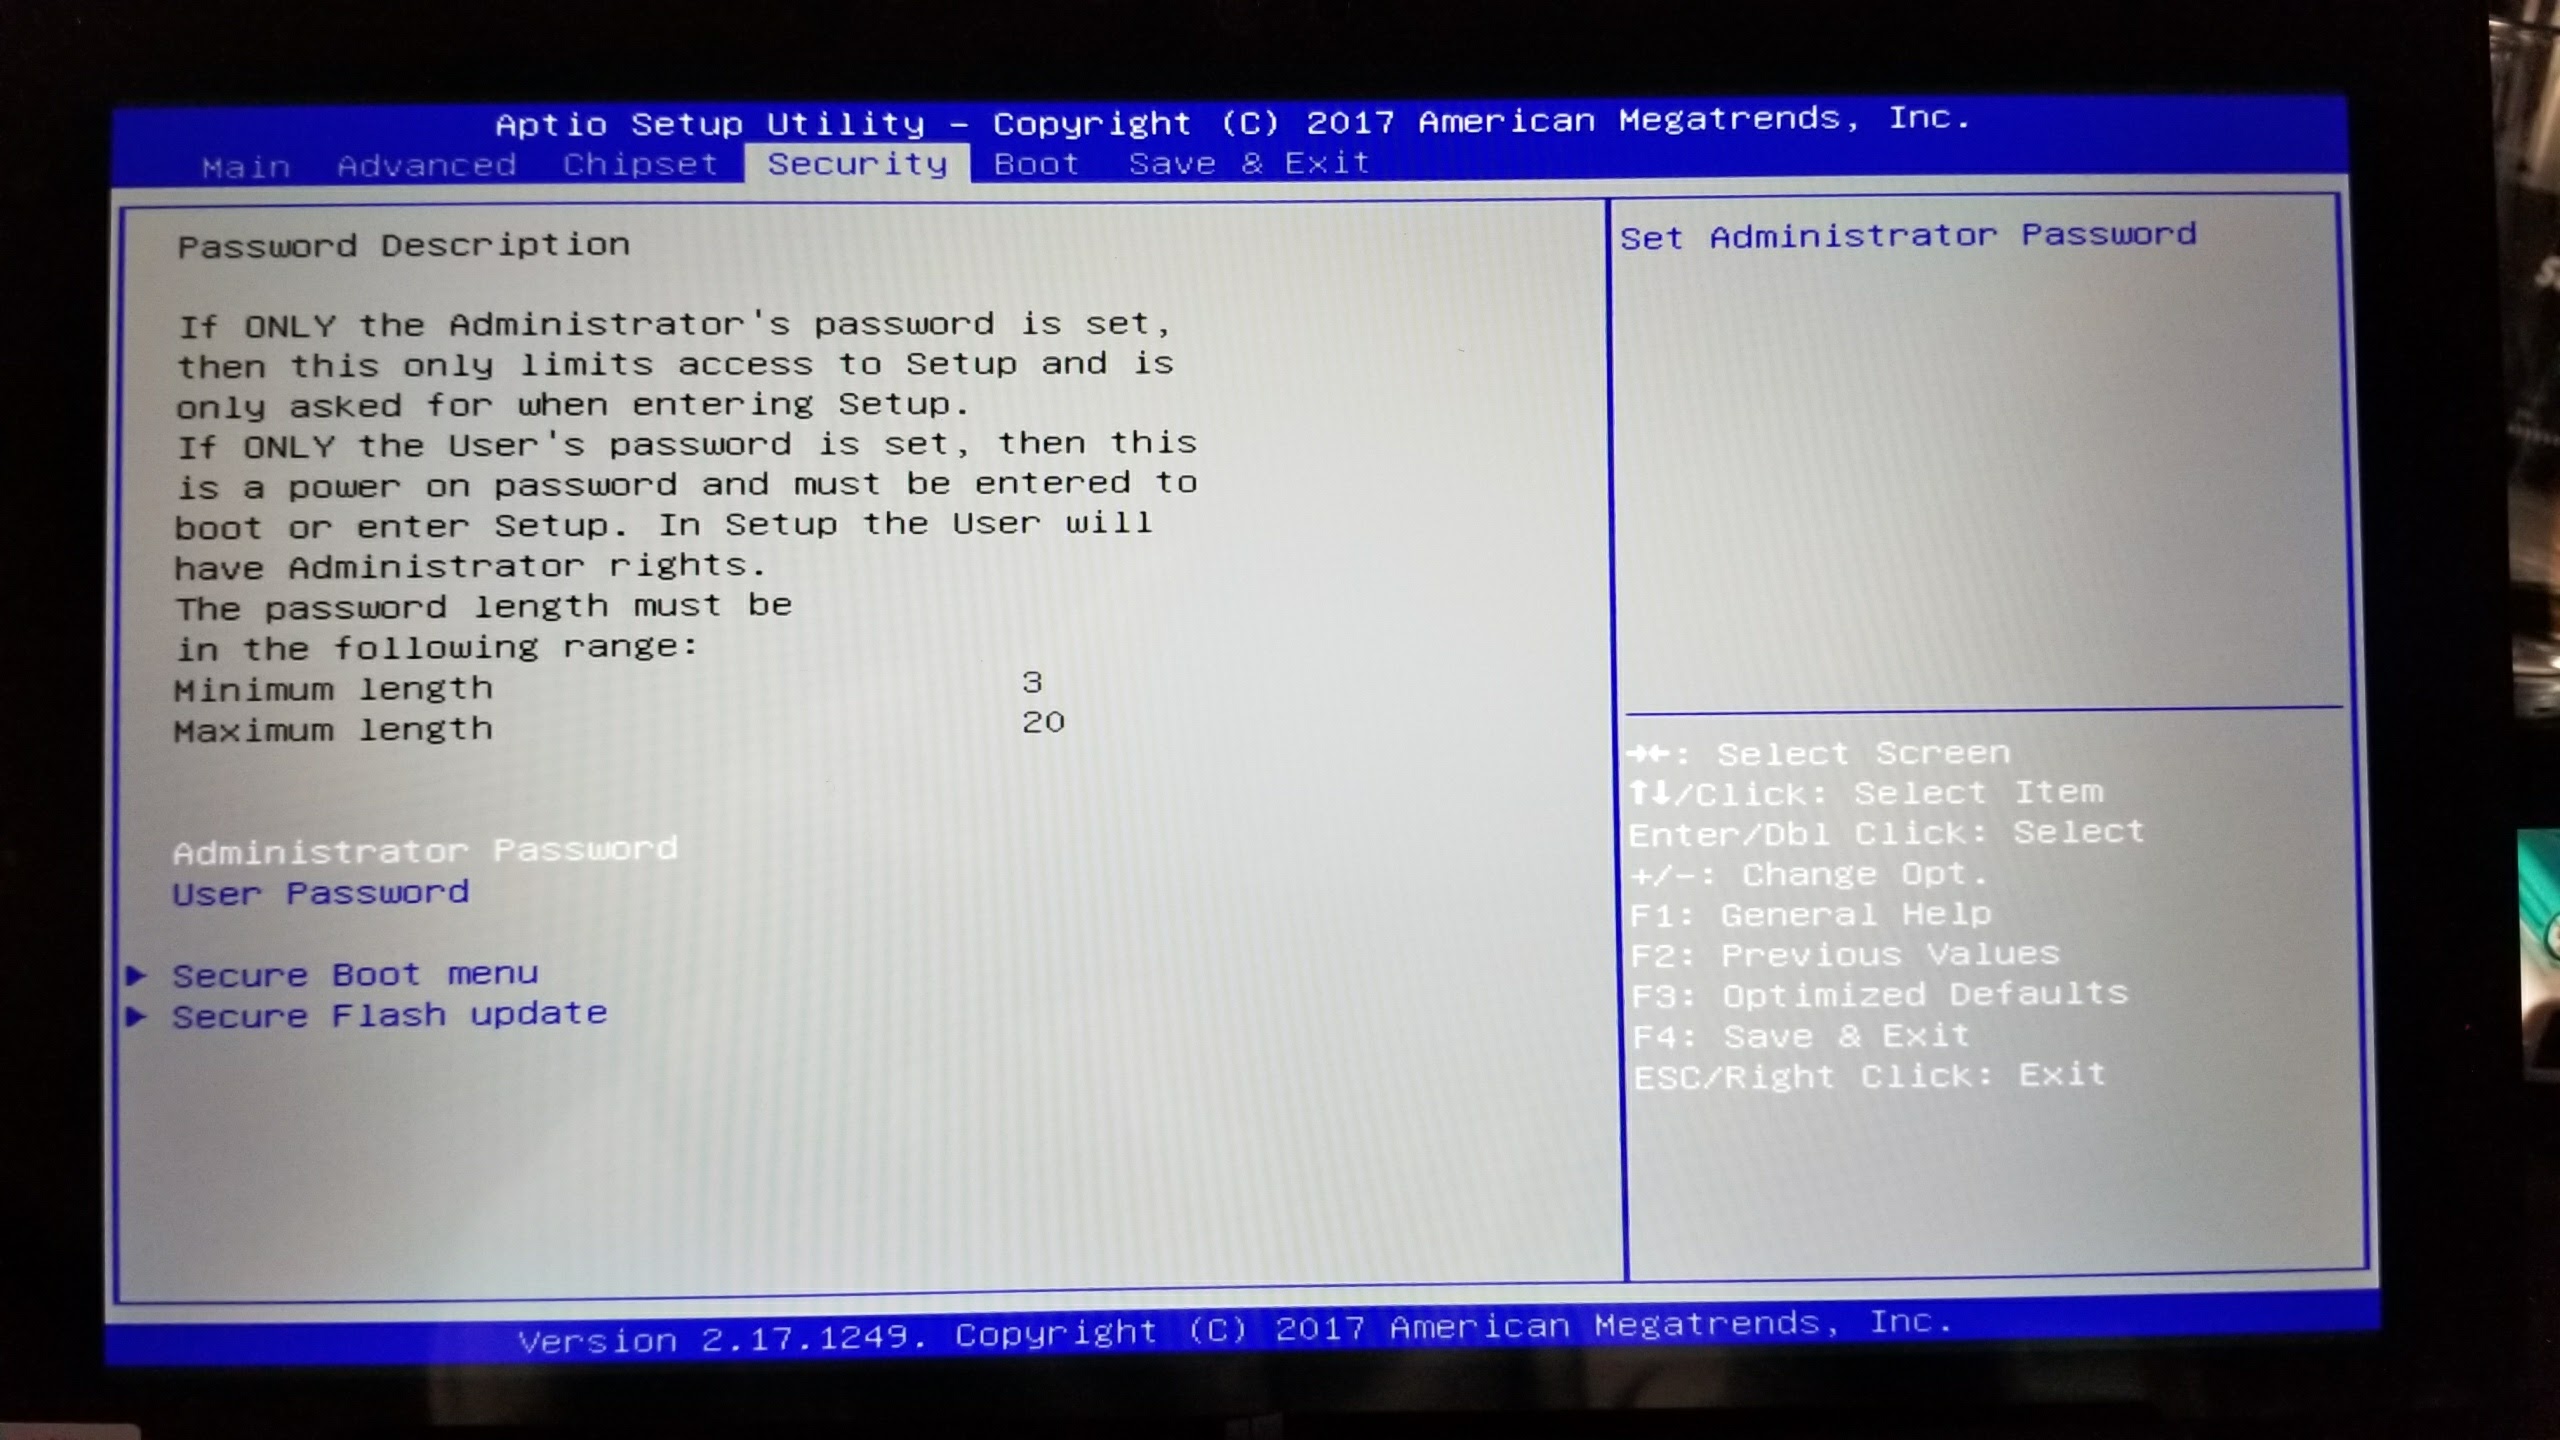 Aptio Setup Utility – Copyright (C) 2017 American Megatrends, Inc.
Main Advanced Chipset Security Boot Save & Exit
Password Description
If ONLY the Administrator's password is set,
then this only limits access to Setup and is
only asked for when entering Setup.
If ONLY the User's password is set, then this
is a power on password and must be entered to
boot or enter Setup. In Setup the User will
have Administrator rights.
The password length must be
in the following range:
Minimum length 3
Maximum length 20
Administrator Password
User Password
► Secure Boot menu
► Secure Flash update
Set Administrator Password
→←: Select Screen
↑↓/Click: Select Item
Enter/Dbl Click: Select
+/-: Change Opt.
F1: General Help
F2: Previous Values
F3: Optimized Defaults
F4: Save & Exit
ESC/Right Click: Exit
Version 2.17.1249. Copyright (C) 2017 American Megatrends, Inc.